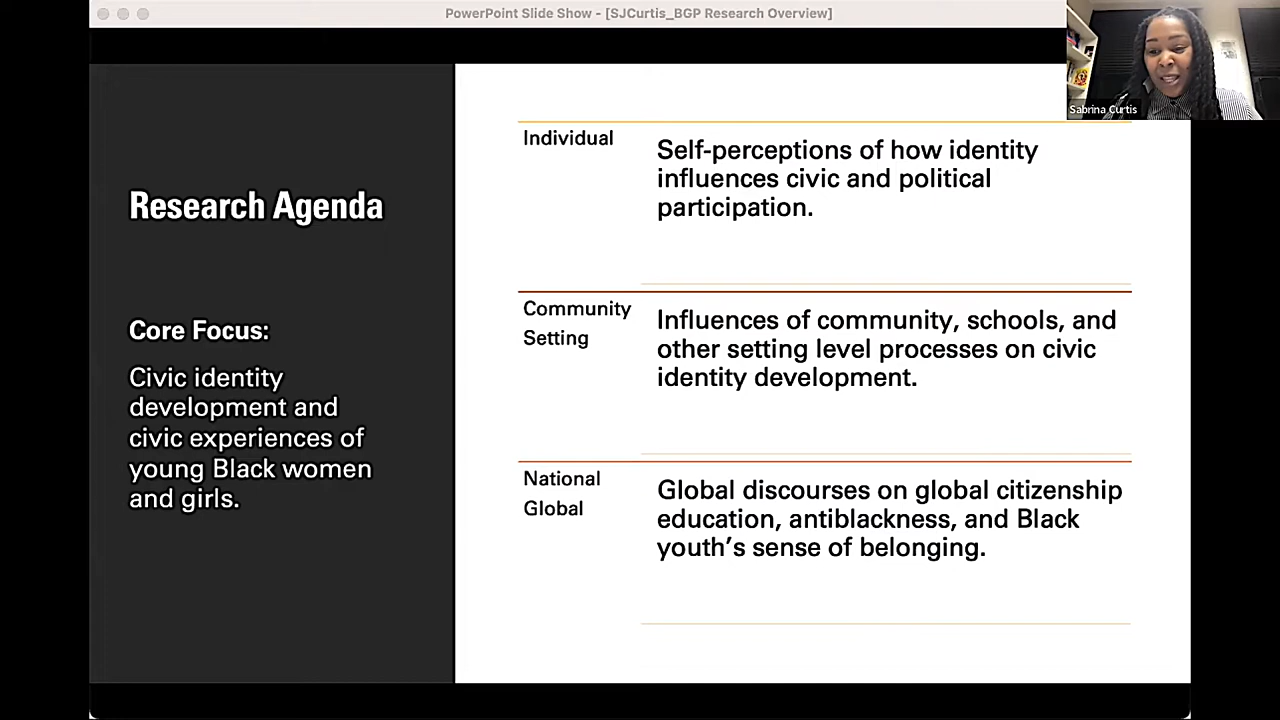 PowerPoint Slide Show - [SJCurtis_BGP Research Overview]
Sabrina Curtis
Research Agenda
Core Focus:
Civic identity
development and
civic experiences of
young Black women
and girls.
Individual
Self-perceptions of how identity
influences civic and political
participation.
Community
Setting
Influences of community, schools, and
other setting level processes on civic
identity development.
National
Global
Global discourses on global citizenship
education, antiblackness, and Black
youth’s sense of belonging.